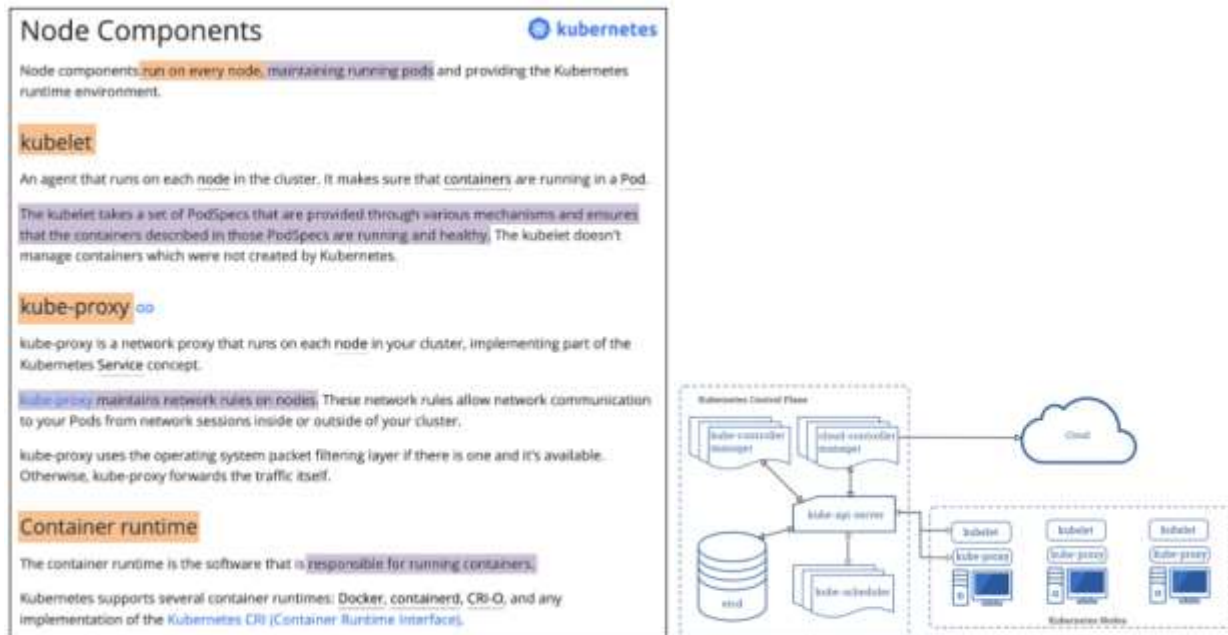 Node Components
kubernetes
Node components run on every node, maintaining running pods and providing the Kubernetes
runtime environment.
kubelet
An agent that runs on each node in the cluster. It makes sure that containers are running in a Pod.
The kubelet takes a set of PodSpecs that are provided through various mechanisms and ensures
that the containers described in those PodSpecs are running and healthy. The kubelet doesn't
manage containers which were not created by Kubernetes.
kube-proxy
kube-proxy is a network proxy that runs on each node in your cluster, implementing part of the
Kubernetes Service concept.
kube-proxy maintains network rules on nodes. These network rules allow network communication
to your Pods from network sessions inside or outside of your cluster.
kube-proxy uses the operating system packet filtering layer if there is one and it's available.
Otherwise, kube-proxy forwards the traffic itself.
Container runtime
The container runtime is the software that is responsible for running containers.
Kubernetes supports several container runtimes: Docker, containerd, CRI-O, and any
implementation of the Kubernetes CRI (Container Runtime Interface).
Kubernetes Control Plane
kube-controller
manager
cloud-controller
manager
Cloud
kube-api-server
etcd
kube-scheduler
kubelet
kubelet
kubelet
kube-proxy
kube-proxy
kube-proxy
Kubernetes Nodes